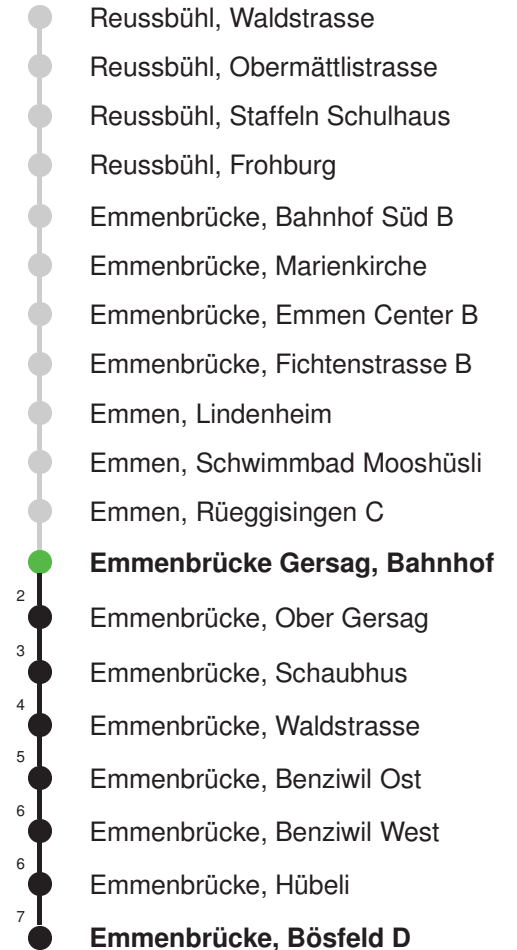 Reussbühl, Waldstrasse
Reussbühl, Obermättlistrasse
Reussbühl, Staffeln Schulhaus
Reussbühl, Frohburg
Emmenbrücke, Bahnhof Süd B
Emmenbrücke, Marienkirche
Emmenbrücke, Emmen Center B
Emmenbrücke, Fichtenstrasse B
Emmen, Lindenheim
Emmen, Schwimmbad Mooshüsli
Emmen, Rüeggisingen C
Emmenbrücke Gersag, Bahnhof
2 Emmenbrücke, Ober Gersag
3 Emmenbrücke, Schaubhus
4 Emmenbrücke, Waldstrasse
5 Emmenbrücke, Benziwil Ost
6 Emmenbrücke, Benziwil West
6 Emmenbrücke, Hübeli
7 Emmenbrücke, Bösfeld D